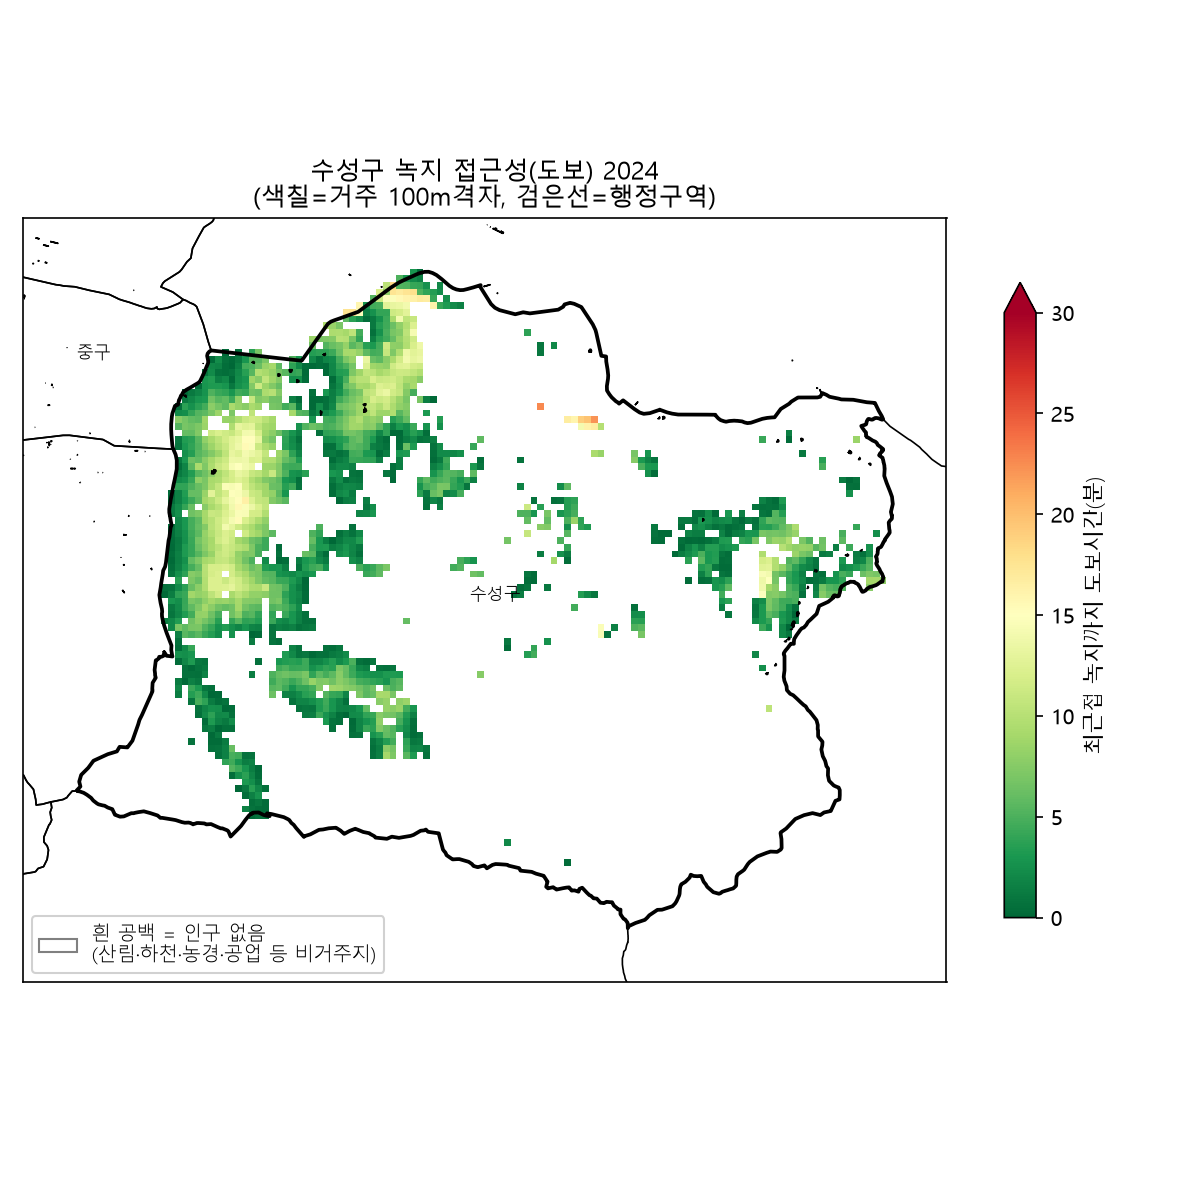 수성구 녹지 접근성(도보) 2024
(색칠=거주 100m격자, 검은선=행정구역)
중구
수성구
흰 공백 = 인구 없음
(산림·하천·농경·공업 등 비거주지)
30
25
20
15
10
5
0
최근접 녹지까지 도보시간(분)